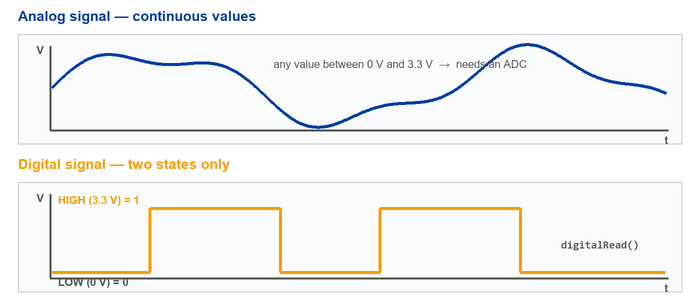 Analog signal — continuous values
V
any value between 0 V and 3.3 V → needs an ADC
t
Digital signal — two states only
V
HIGH (3.3 V) = 1
digitalRead()
LOW (0 V) = 0
t